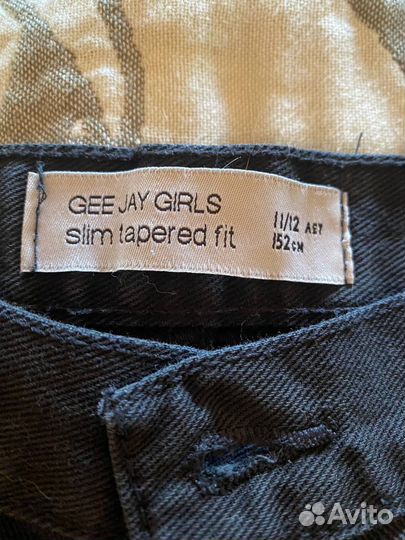 GEE JAY GIRLS
slim tapered fit
11/12 ЛЕТ
152 СМ
Avito